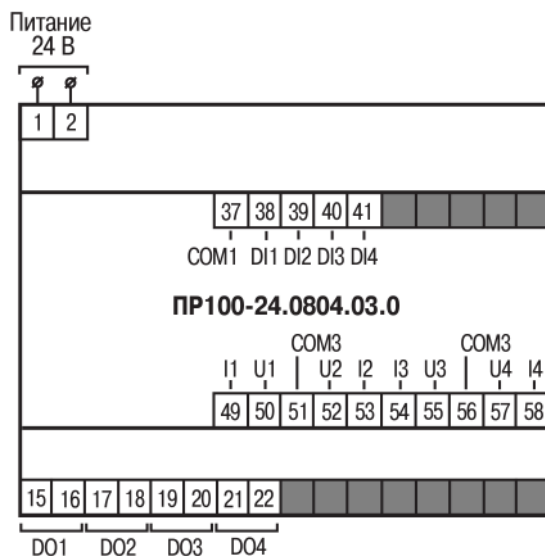 Питание
24 В
1 2
37 38 39 40 41
COM1 DI1 DI2 DI3 DI4
ПР100-24.0804.03.0
COM3 COM3
I1 U1 U2 I2 I3 U3 U4 I4
49 50 51 52 53 54 55 56 57 58
15 16 17 18 19 20 21 22
DO1 DO2 DO3 DO4